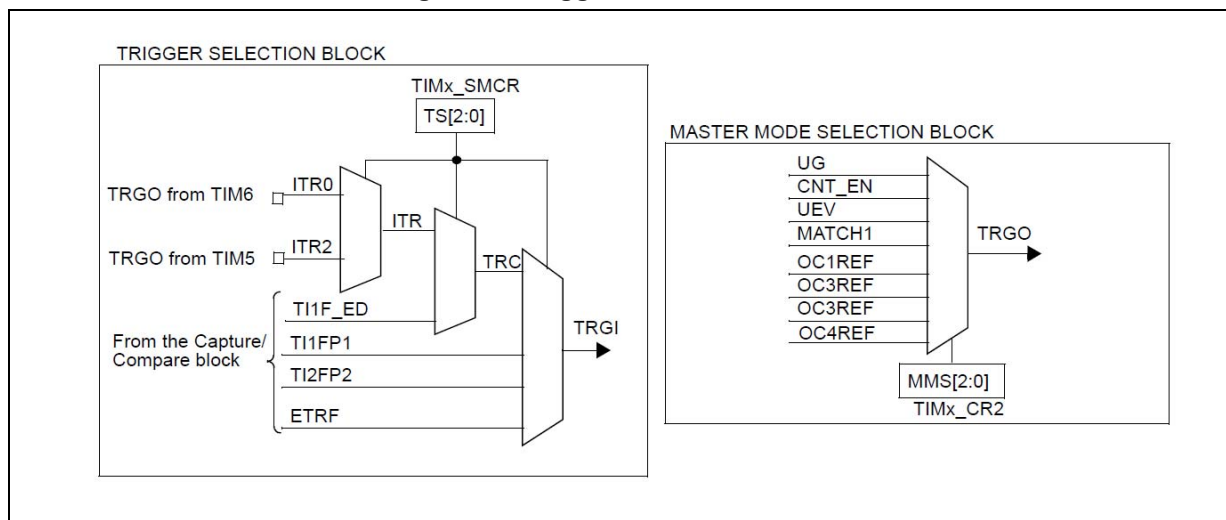 TRIGGER SELECTION BLOCK
TIMx_SMCR
TS[2:0]
TRGO from TIM6
ITR0
ITR
TRGO from TIM5
ITR2
TRC
TI1F_ED
From the Capture/
Compare block
TI1FP1
TRGI
TI2FP2
ETRF
MASTER MODE SELECTION BLOCK
UG
CNT_EN
UEV
MATCH1
TRGO
OC1REF
OC3REF
OC3REF
OC4REF
MMS[2:0]
TIMx_CR2